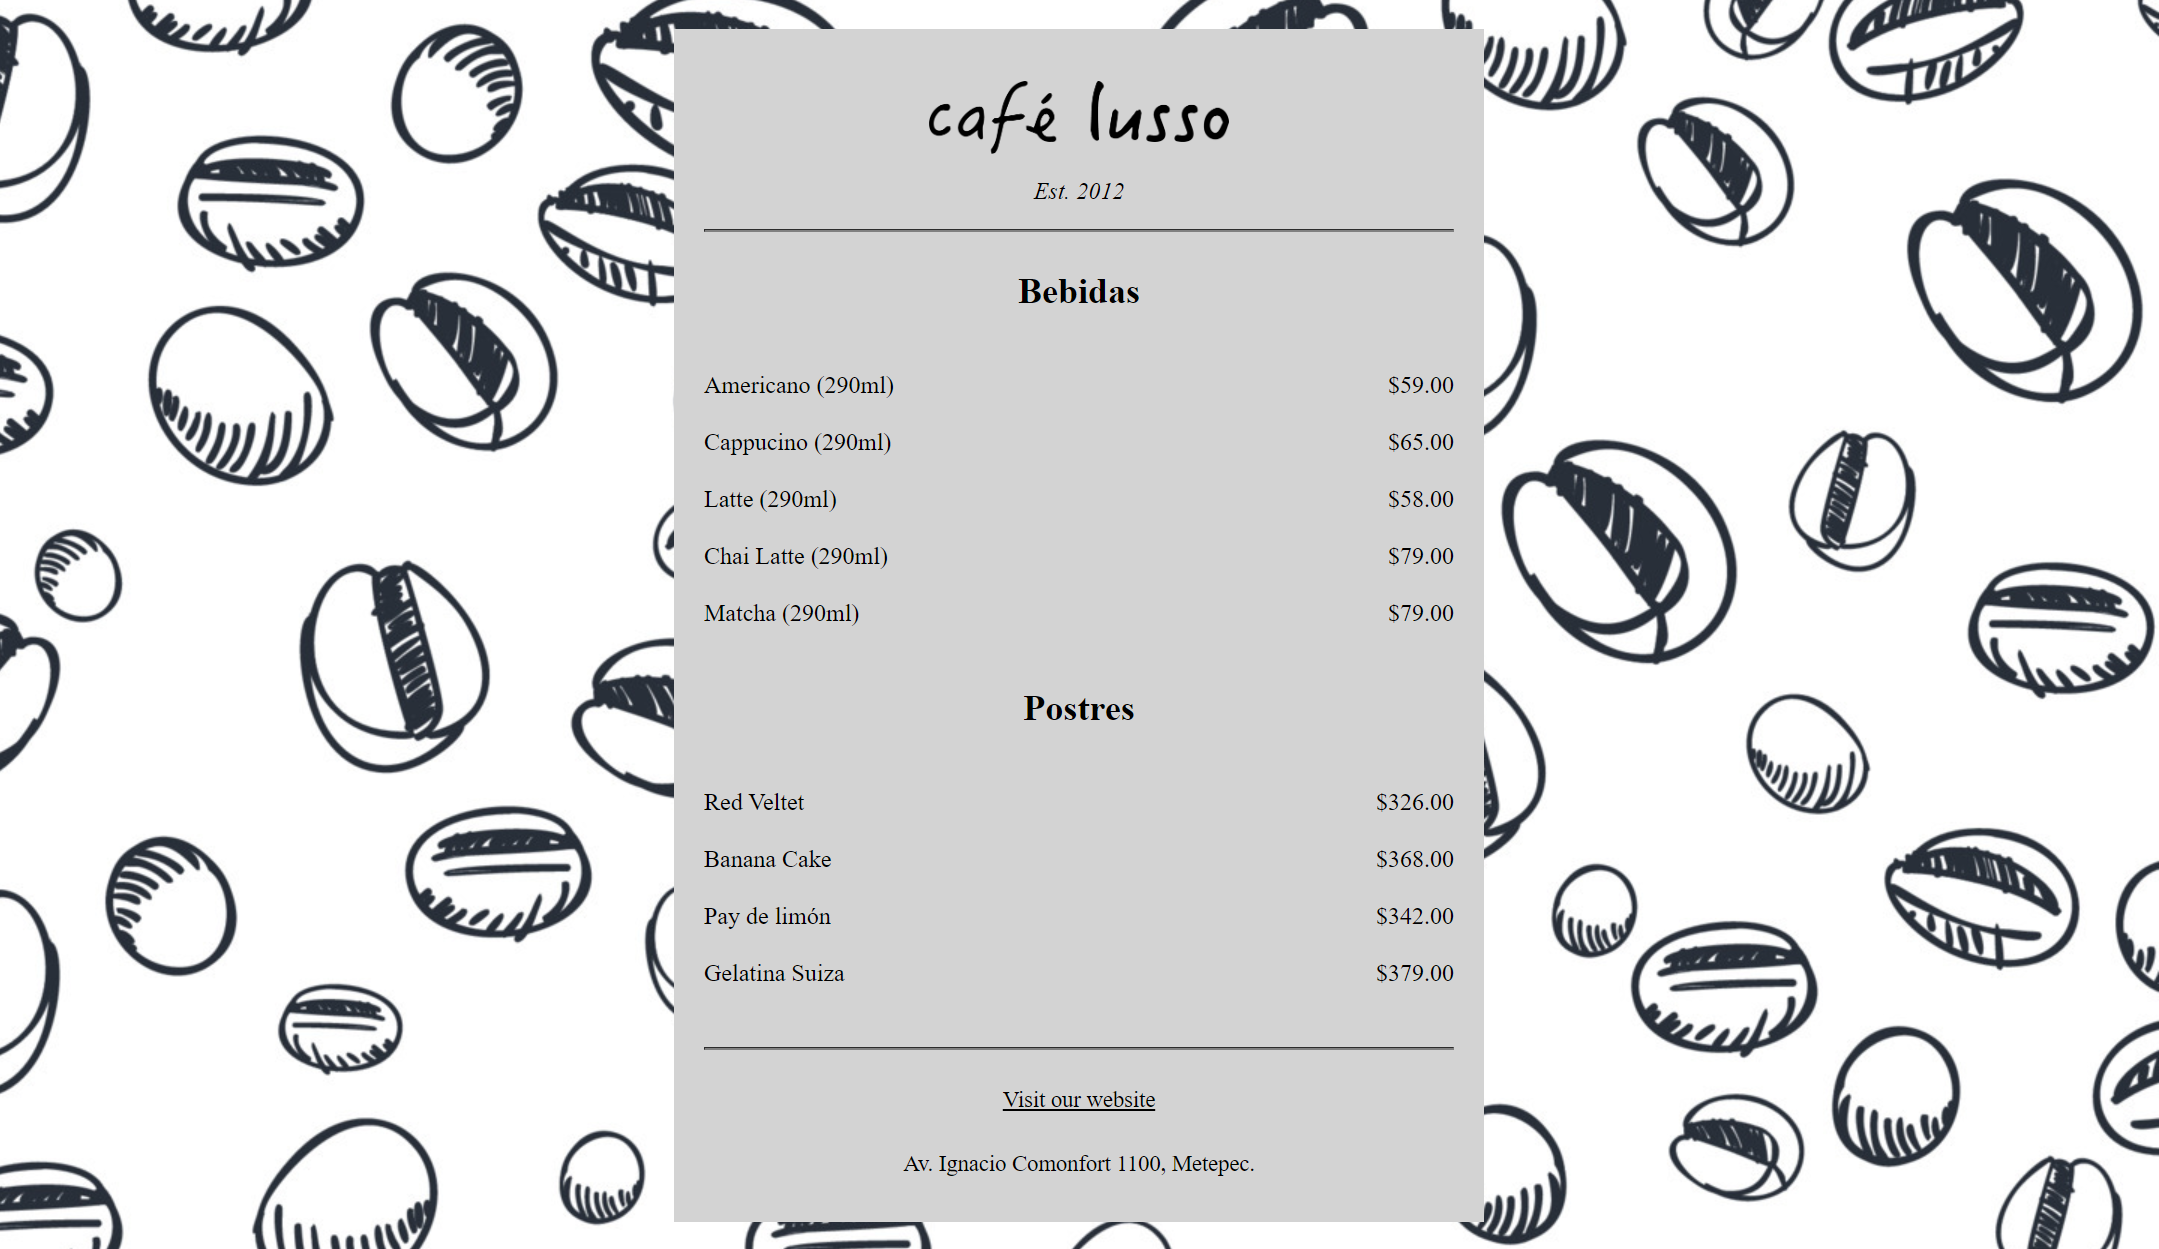 café lusso
Est. 2012
Bebidas
Americano (290ml) $59.00
Cappucino (290ml) $65.00
Latte (290ml) $58.00
Chai Latte (290ml) $79.00
Matcha (290ml) $79.00
Postres
Red Veltet $326.00
Banana Cake $368.00
Pay de limón $342.00
Gelatina Suiza $379.00
Visit our website
Av. Ignacio Comonfort 1100, Metepec.